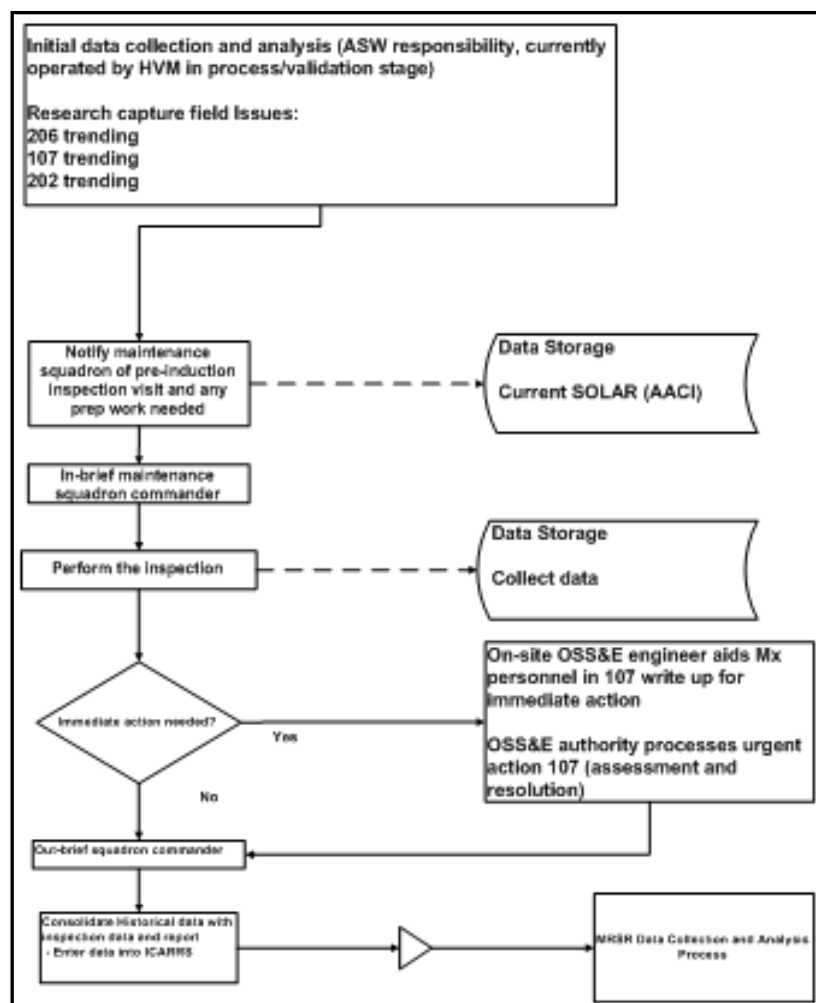 Initial data collection and analysis (ASW responsibility, currently
operated by HVM in process/validation stage)
Research capture field Issues:
206 trending
107 trending
202 trending
Notify maintenance
squadron of pre-induction
inspection visit and any
prep work needed
Data Storage
Current SOLAR (AACI)
In-brief maintenance
squadron commander
Perform the inspection
Data Storage
Collect data
Immediate action needed?
Yes
On-site OSS&E engineer aids Mx
personnel in 107 write up for
immediate action
OSS&E authority processes urgent
action 107 (assessment and
resolution)
No
Out-brief squadron commander
Consolidate Historical data with
inspection data and report
- Enter data into ICARRS
MRSR Data Collection and Analysis
Process